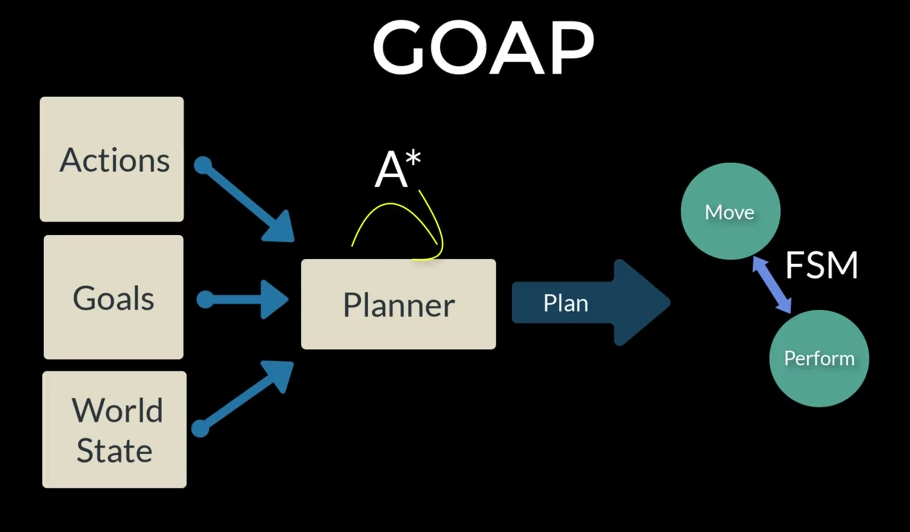 GOAP
Actions
Goals
World
State
A*
Planner
Plan
Move
FSM
Perform